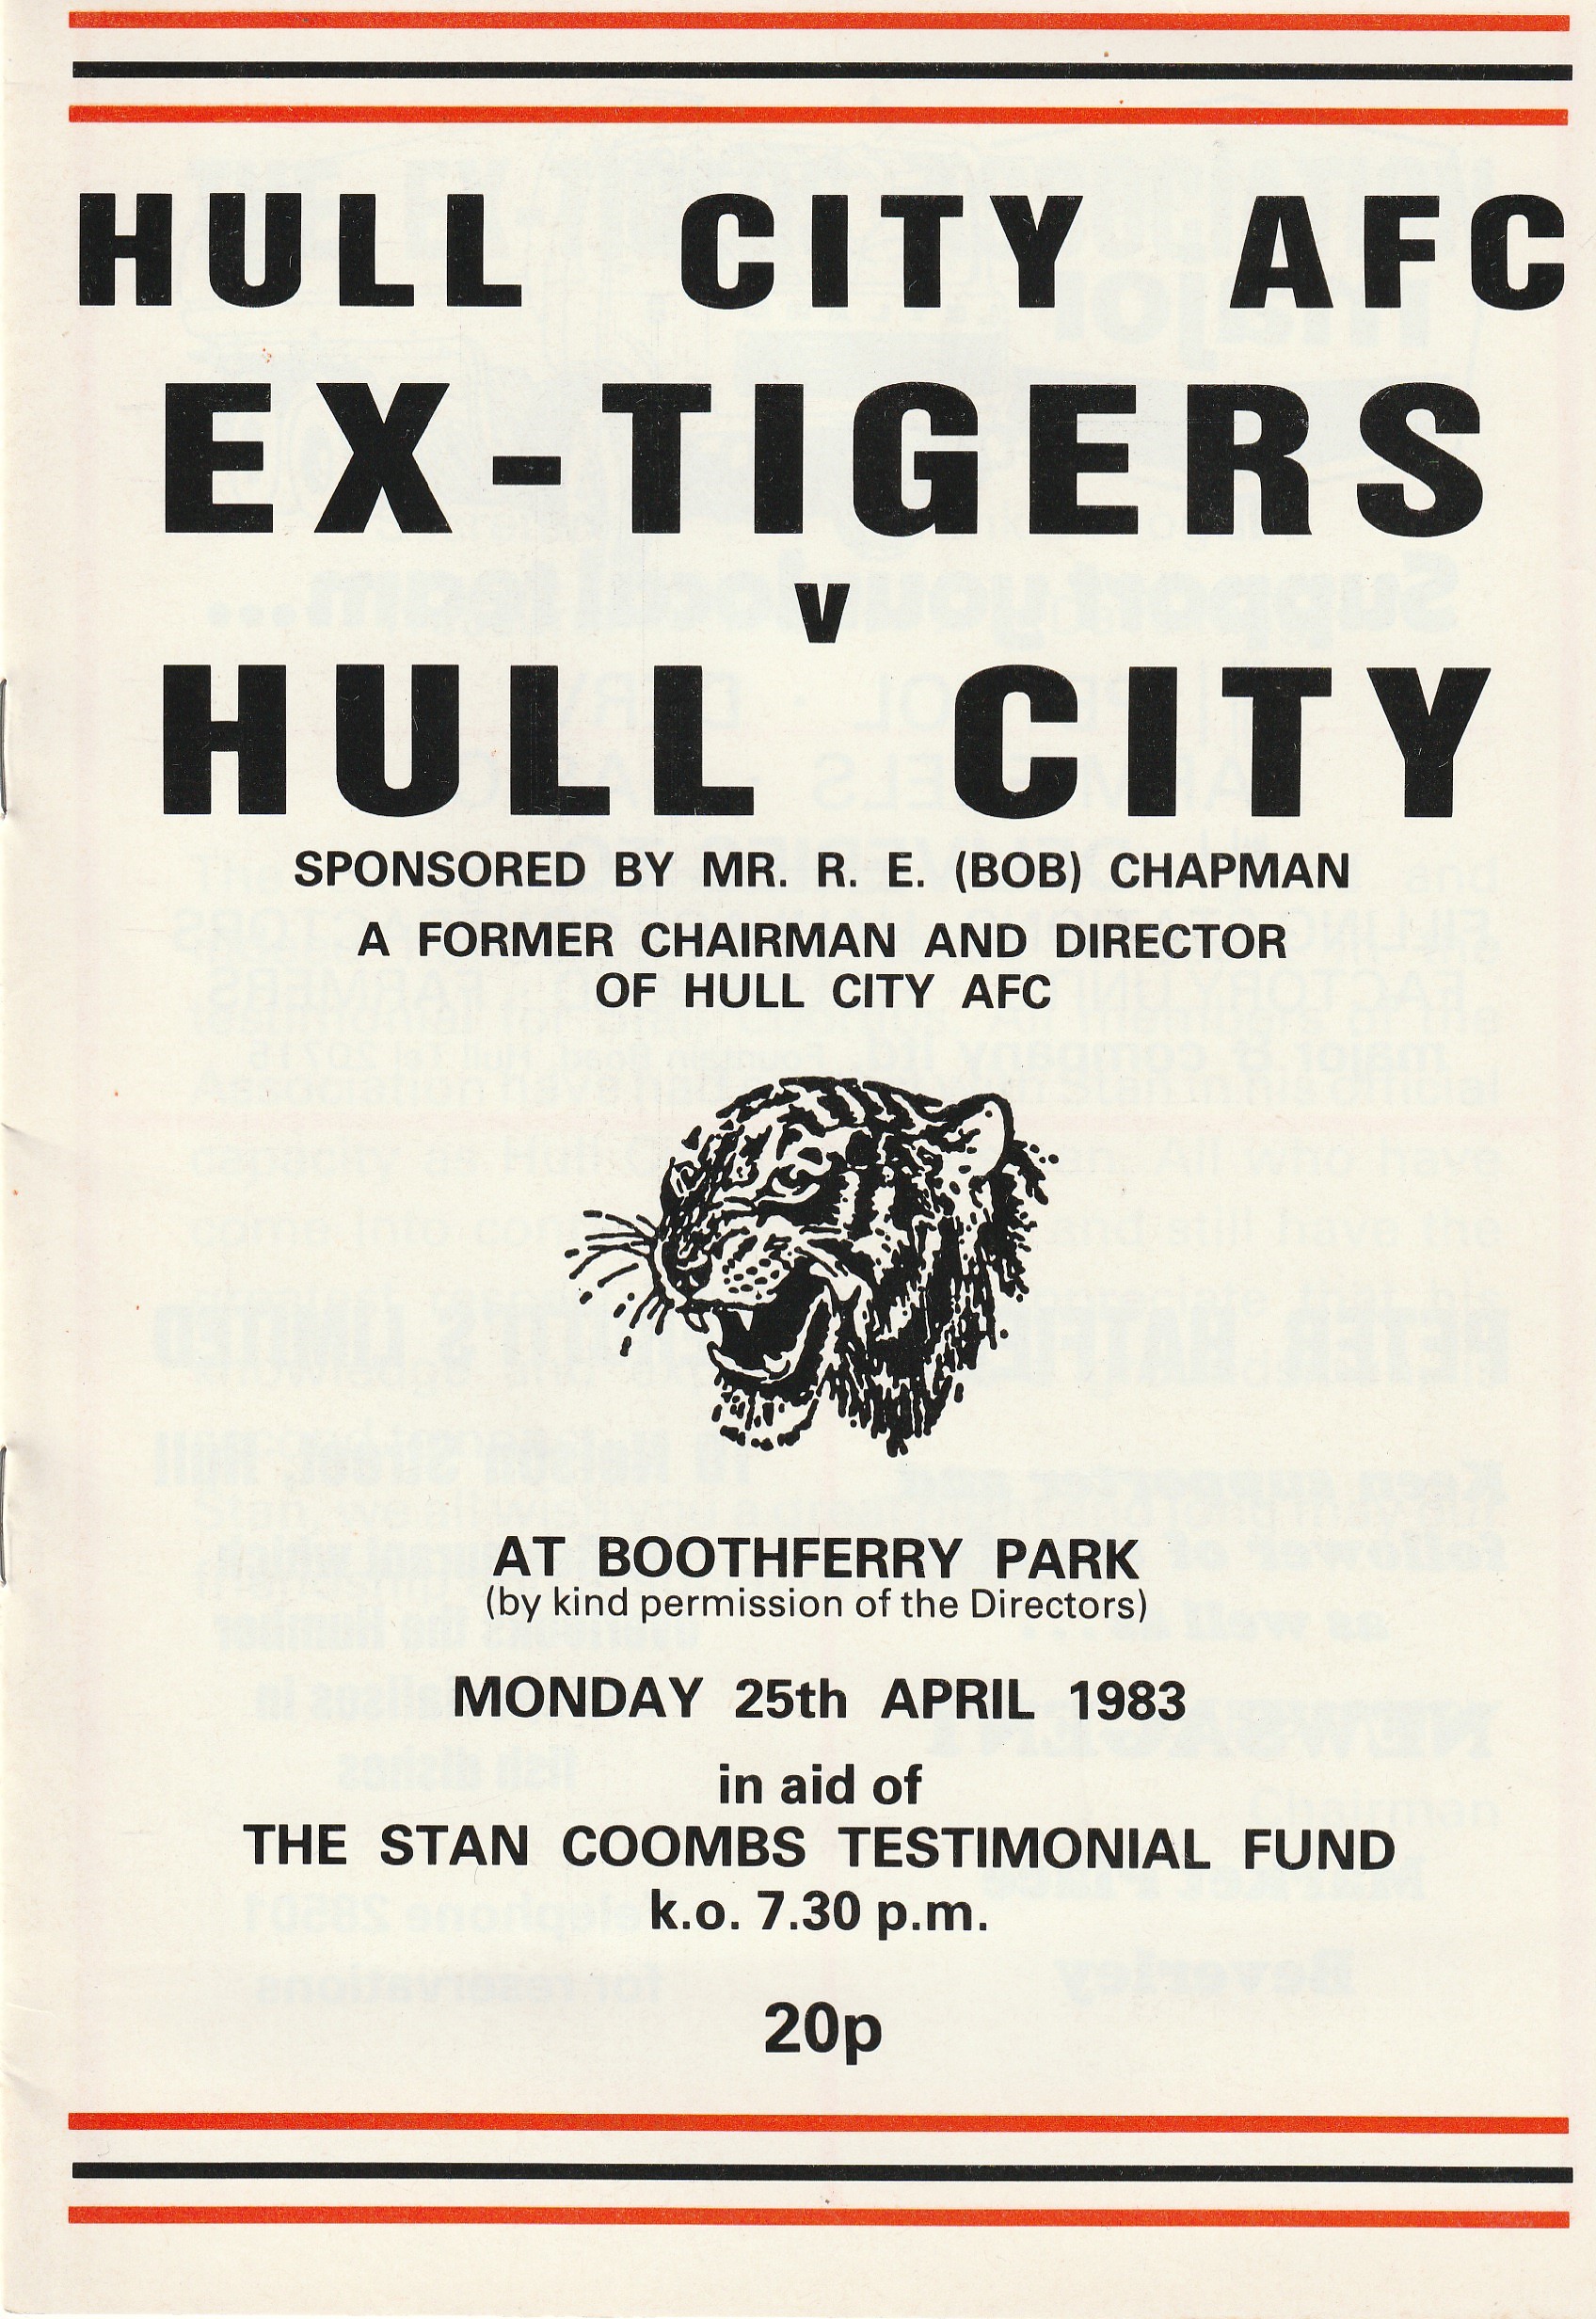 HULL CITY AFC
EX-TIGERS
v
HULL CITY
SPONSORED BY MR. R. E. (BOB) CHAPMAN
A FORMER CHAIRMAN AND DIRECTOR
OF HULL CITY AFC
AT BOOTHFERRY PARK
(by kind permission of the Directors)
MONDAY 25th APRIL 1983
in aid of
THE STAN COOMBS TESTIMONIAL FUND
k.o. 7.30 p.m.
20p